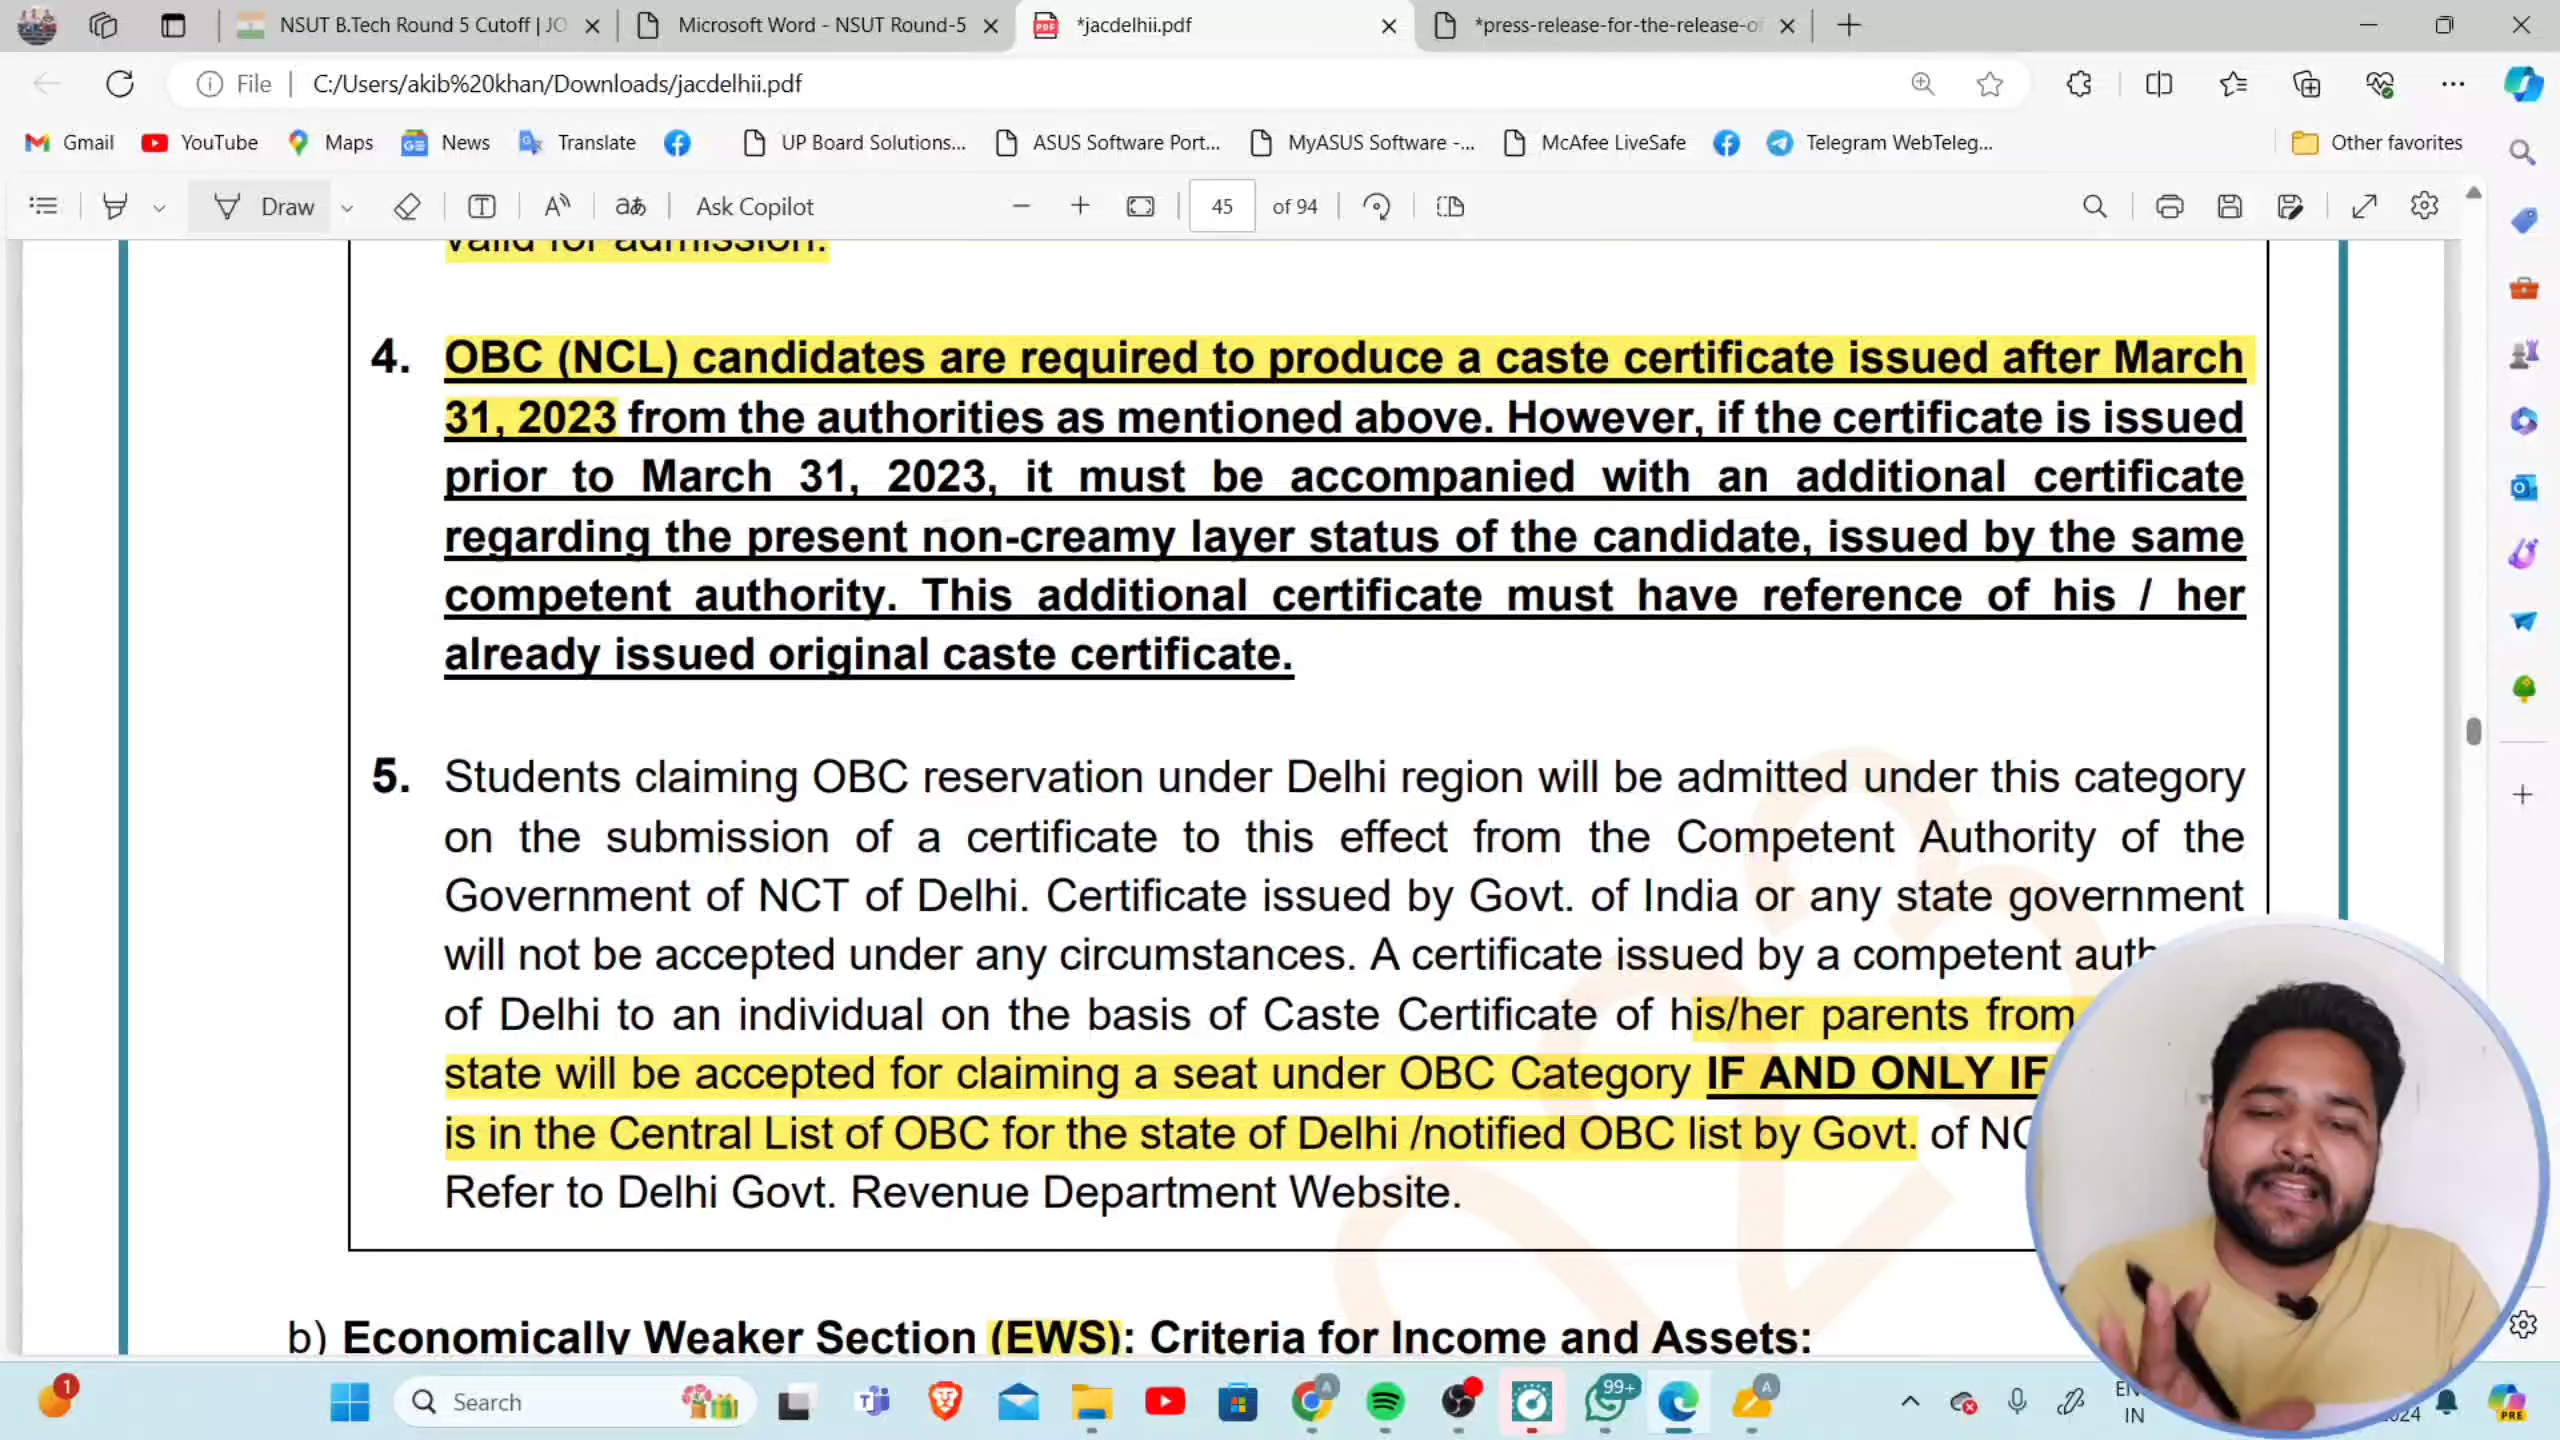 NSUT B.Tech Round 5 Cutoff | JO
Microsoft Word - NSUT Round-5
*jacdelhii.pdf
*press-release-for-the-release-of
File
C:/Users/akib%20khan/Downloads/jacdelhii.pdf
Gmail
YouTube
Maps
News
Translate
UP Board Solutions...
ASUS Software Port...
MyASUS Software -...
McAfee LiveSafe
Telegram WebTeleg...
Other favorites
Draw
Ask Copilot
45 of 94
valid for admission.
4. OBC (NCL) candidates are required to produce a caste certificate issued after March
31, 2023 from the authorities as mentioned above. However, if the certificate is issued
prior to March 31, 2023, it must be accompanied with an additional certificate
regarding the present non-creamy layer status of the candidate, issued by the same
competent authority. This additional certificate must have reference of his / her
already issued original caste certificate.
5. Students claiming OBC reservation under Delhi region will be admitted under this category
on the submission of a certificate to this effect from the Competent Authority of the
Government of NCT of Delhi. Certificate issued by Govt. of India or any state government
will not be accepted under any circumstances. A certificate issued by a competent auth
of Delhi to an individual on the basis of Caste Certificate of his/her parents from
state will be accepted for claiming a seat under OBC Category IF AND ONLY IF
is in the Central List of OBC for the state of Delhi /notified OBC list by Govt. of NC
Refer to Delhi Govt. Revenue Department Website.
b) Economically Weaker Section (EWS): Criteria for Income and Assets:
1
Search
99+
A
A
EN
IN
2024
PRE